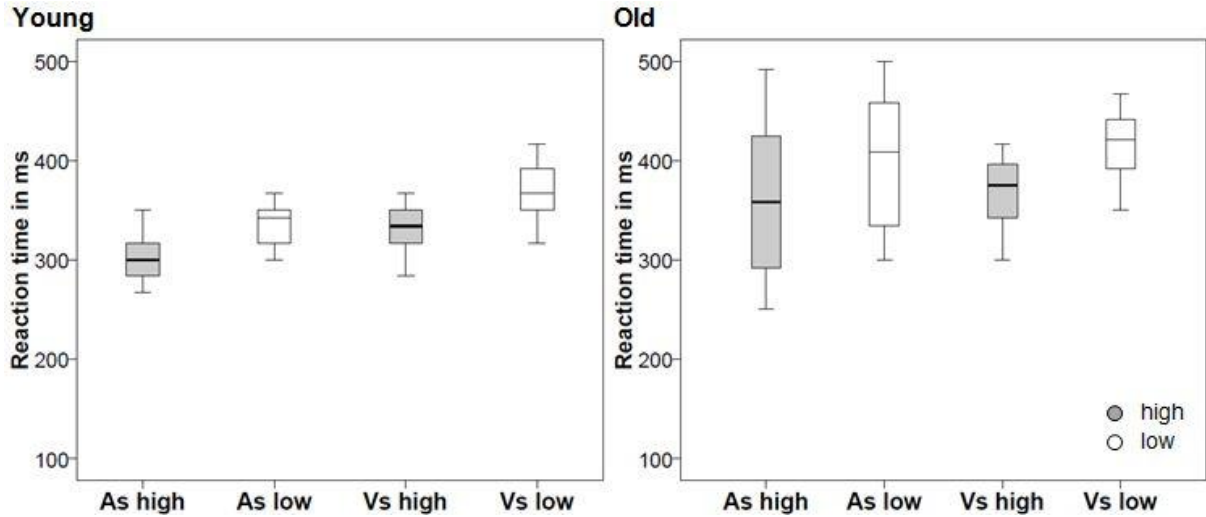 Young
Reaction time in ms
500
400
300
200
100
As high
As low
Vs high
Vs low
Old
Reaction time in ms
500
400
300
200
100
As high
As low
Vs high
Vs low
high
low